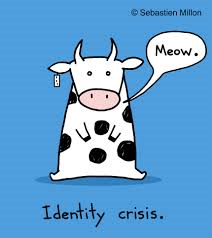 © Sebastien Millon
Meow.
Identity crisis.